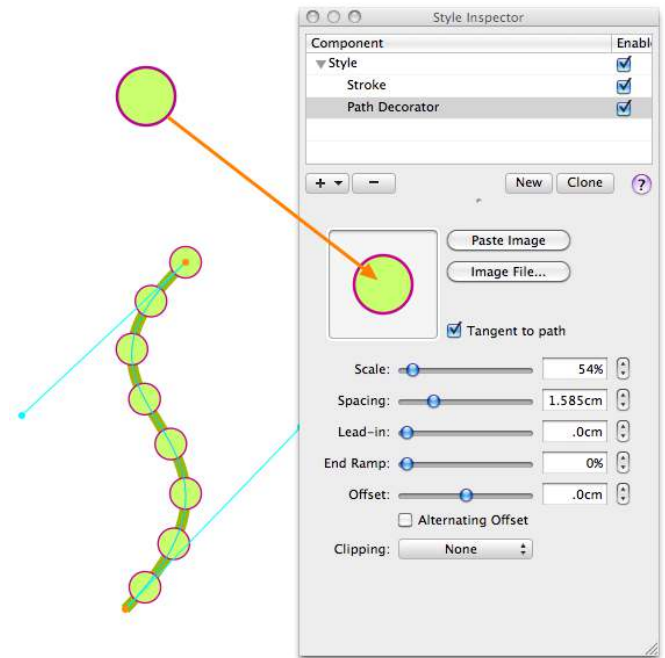 Style Inspector
Component Enabl
Style
Stroke
Path Decorator
+ − New Clone ?
Paste Image
Image File...
Tangent to path
Scale: 54%
Spacing: 1.585cm
Lead-in: .0cm
End Ramp: 0%
Offset: .0cm
Alternating Offset
Clipping: None